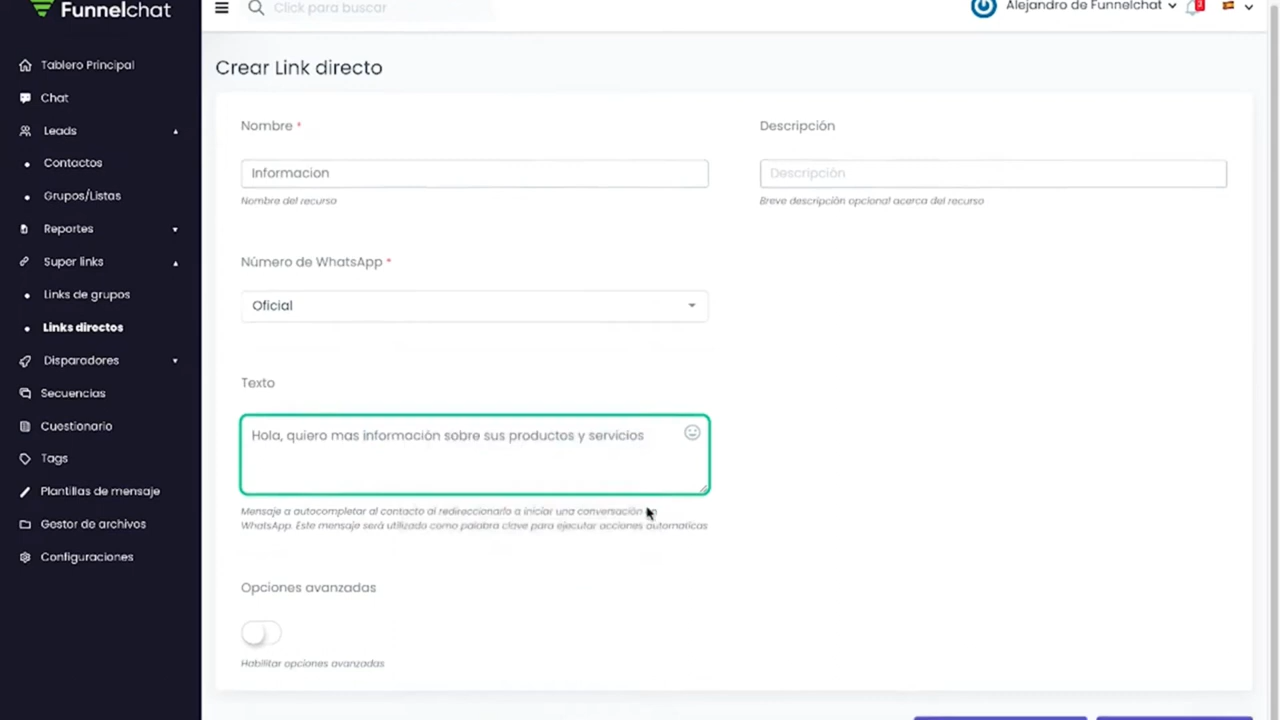 Funnelchat
Click para buscar
Alejandro de Funnelchat
Tablero Principal
Chat
Leads
Contactos
Grupos/Listas
Reportes
Super links
Links de grupos
Links directos
Disparadores
Secuencias
Cuestionario
Tags
Plantillas de mensaje
Gestor de archivos
Configuraciones
Crear Link directo
Nombre *
Informacion
Nombre del recurso
Descripción
Descripción
Breve descripción opcional acerca del recurso
Número de WhatsApp *
Oficial
Texto
Hola, quiero mas información sobre sus productos y servicios
Mensaje a autocompletar al contacto al redireccionarlo a iniciar una conversación
WhatsApp. Este mensaje será utilizado como palabra clave para ejecutar acciones automaticas
Opciones avanzadas
Habilitar opciones avanzadas